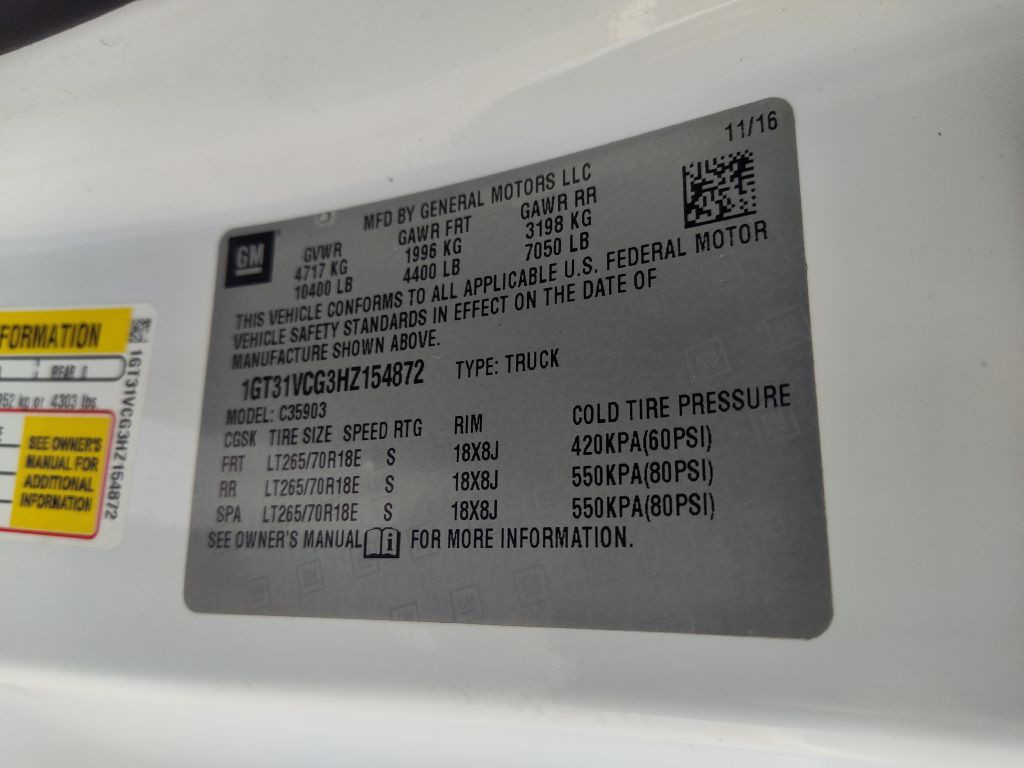 11/16
MFD BY GENERAL MOTORS LLC
GM
GVWR GAWR FRT GAWR RR
4717 KG 1996 KG 3198 KG
10400 LB 4400 LB 7050 LB
THIS VEHICLE CONFORMS TO ALL APPLICABLE U.S. FEDERAL MOTOR
VEHICLE SAFETY STANDARDS IN EFFECT ON THE DATE OF
MANUFACTURE SHOWN ABOVE.
1GT31VCG3HZ154872 TYPE: TRUCK
MODEL: C35903
CGSK TIRE SIZE SPEED RTG RIM COLD TIRE PRESSURE
FRT LT265/70R18E S 18X8J 420KPA(60PSI)
RR LT265/70R18E S 18X8J 550KPA(80PSI)
SPA LT265/70R18E S 18X8J 550KPA(80PSI)
SEE OWNER'S MANUAL FOR MORE INFORMATION.
FORMATION
REAR
kg or 4303 lbs.
SEE OWNER'S
MANUAL FOR
ADDITIONAL
INFORMATION
1GT31VCG3HZ154872